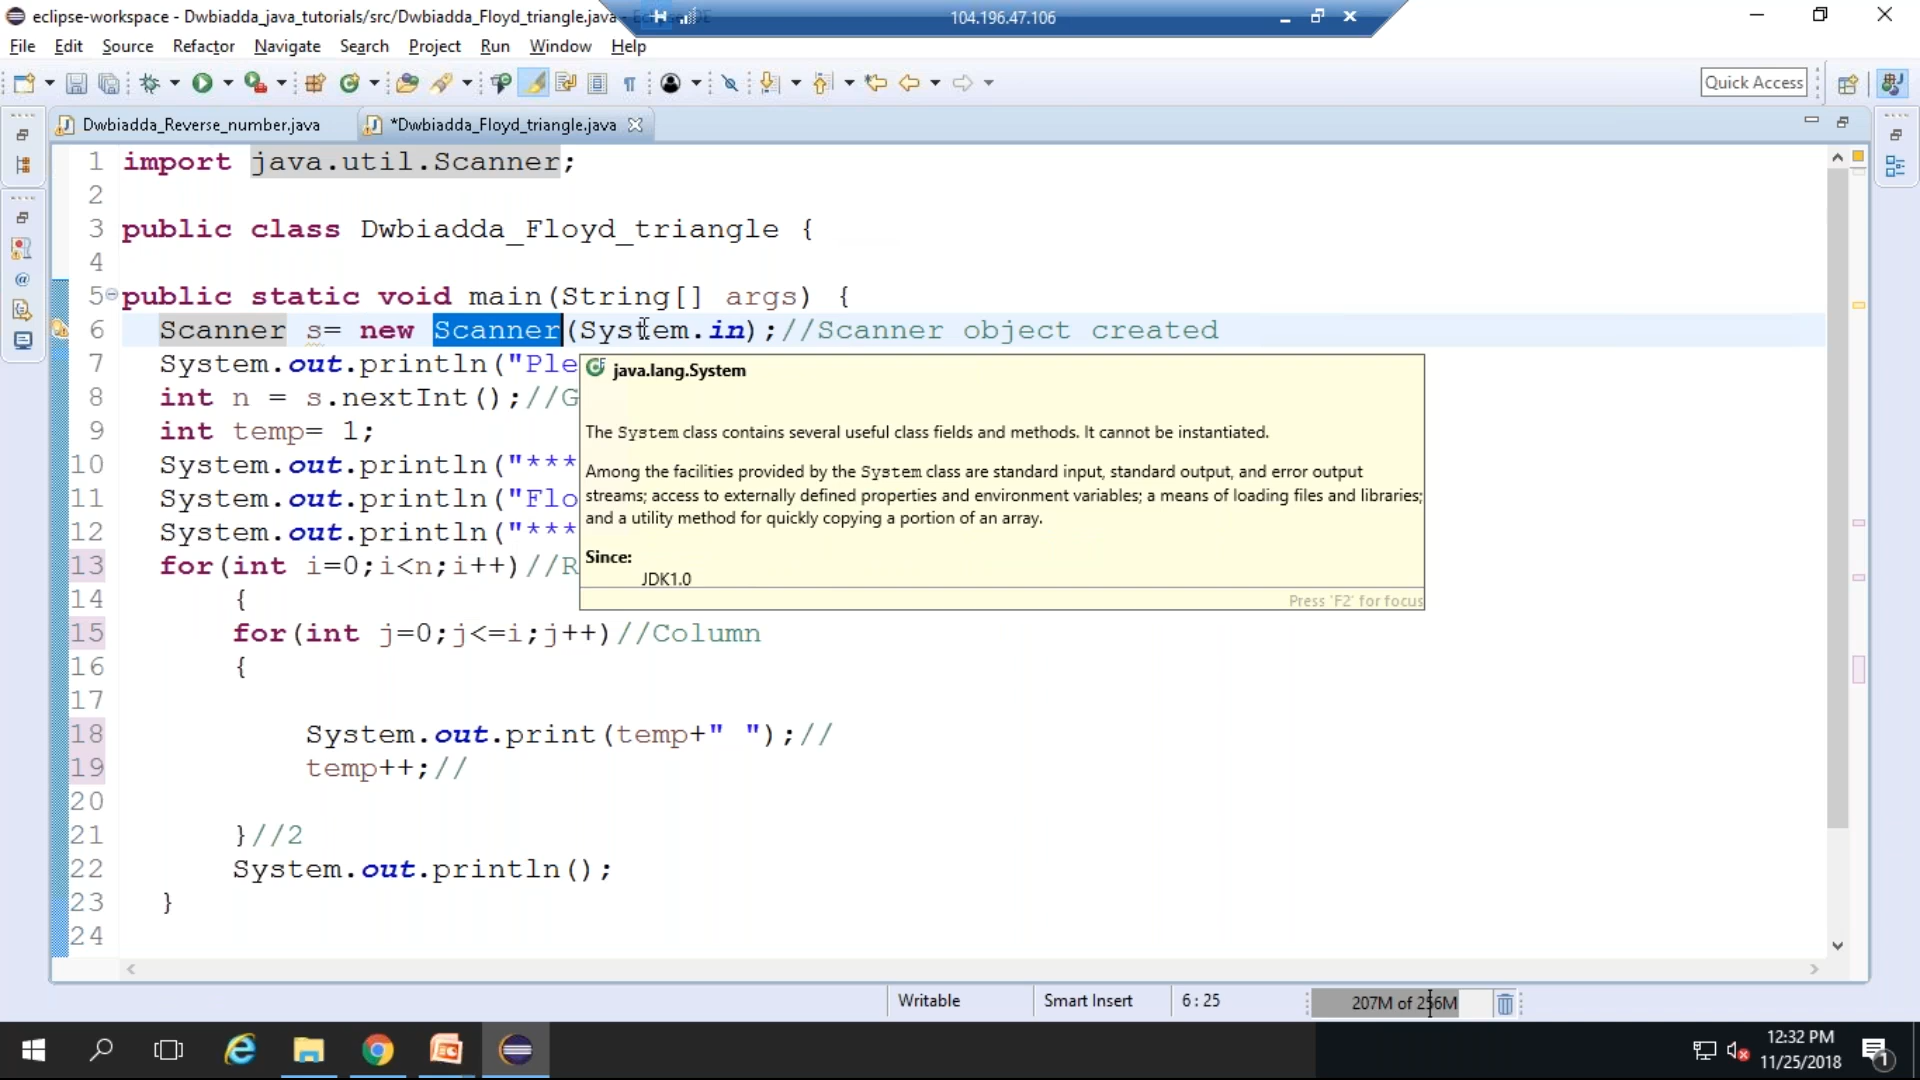 eclipse-workspace - Dwbiadda_java_tutorials/src/Dwbiadda_Floyd_triangle.java
104.196.47.106
File Edit Source Refactor Navigate Search Project Run Window Help
Quick Access
Dwbiadda_Reverse_number.java *Dwbiadda_Floyd_triangle.java
1 import java.util.Scanner;
2
3 public class Dwbiadda_Floyd_triangle {
4
5 public static void main(String[] args) {
6 Scanner s= new Scanner(System.in);//Scanner object created
7 System.out.println("Ple
8 int n = s.nextInt();//G
9 int temp= 1;
10 System.out.println("***
11 System.out.println("Flo
12 System.out.println("***
13 for(int i=0;i<n;i++)//R
14 {
15 for(int j=0;j<=i;j++)//Column
16 {
17
18 System.out.print(temp+" ");//
19 temp++;//
20
21 }//2
22 System.out.println();
23 }
24
java.lang.System
The System class contains several useful class fields and methods. It cannot be instantiated.
Among the facilities provided by the System class are standard input, standard output, and error output
streams; access to externally defined properties and environment variables; a means of loading files and libraries;
and a utility method for quickly copying a portion of an array.
Since:
JDK1.0
Press 'F2' for focus
Writable Smart Insert 6 : 25 207M of 256M
12:32 PM
11/25/2018
1